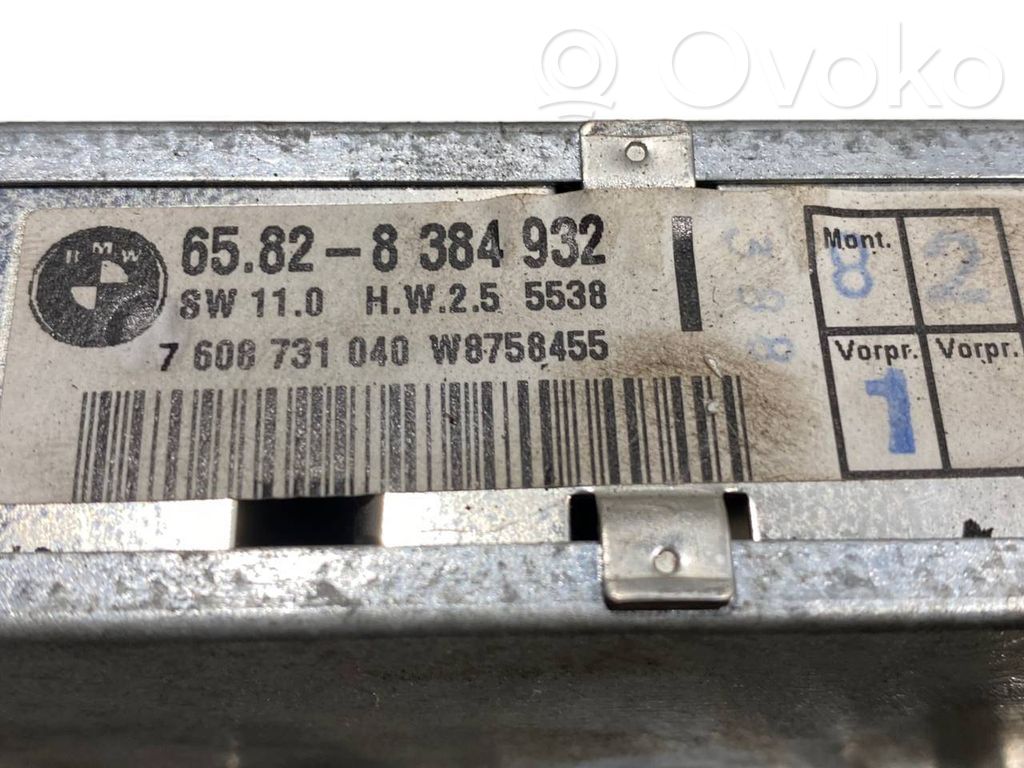 Ovoko
BMW
65.82-8 384 932
SW 11.0 H.W.2.5 5538
7 608 731 040 W8758455
Mont.
8
2
Vorpr.
Vorpr.
1